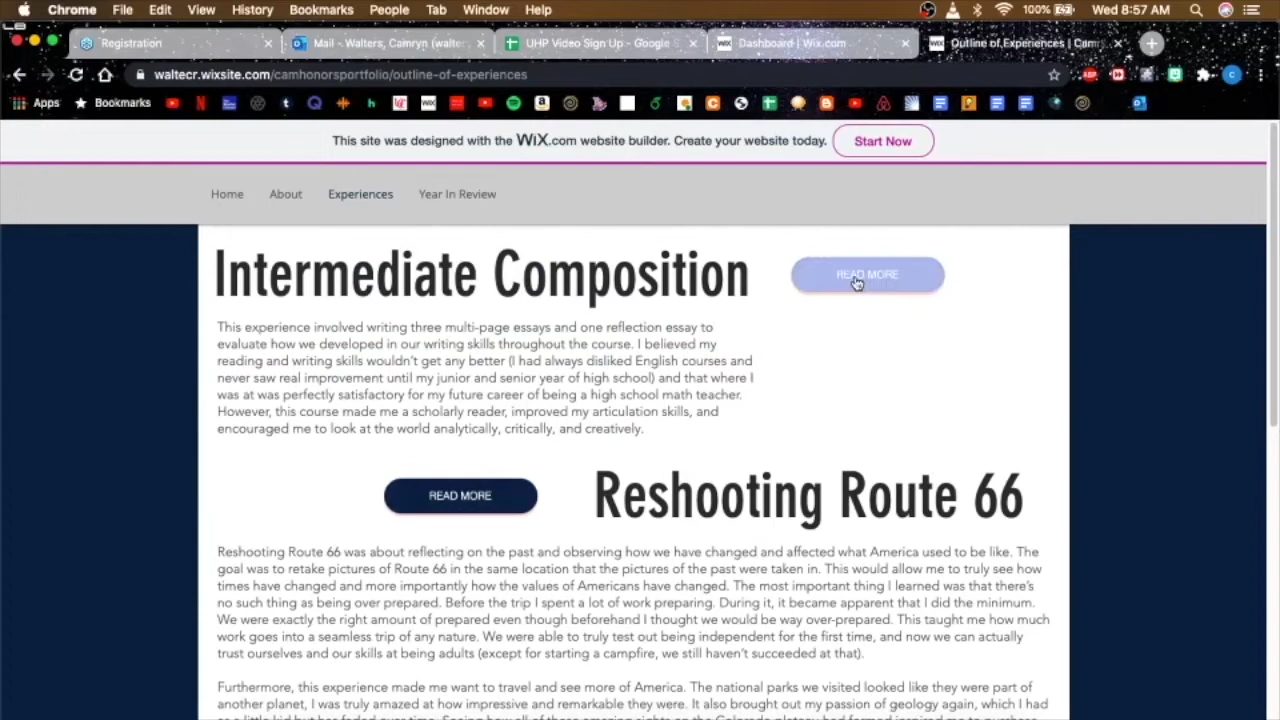 Chrome File Edit View History Bookmarks People Tab Window Help 100% Wed 8:57 AM
Registration Mail - Walters, Camryn (walte UHP Video Sign Up - Google S Dashboard | Wix.com Outline of Experiences | Cam
waltecr.wixsite.com/camhonorsportfolio/outline-of-experiences
Apps Bookmarks
This site was designed with the WiX.com website builder. Create your website today. Start Now
Home About Experiences Year In Review
Intermediate Composition READ MORE
This experience involved writing three multi-page essays and one reflection essay to
evaluate how we developed in our writing skills throughout the course. I believed my
reading and writing skills wouldn't get any better (I had always disliked English courses and
never saw real improvement until my junior and senior year of high school) and that where I
was at was perfectly satisfactory for my future career of being a high school math teacher.
However, this course made me a scholarly reader, improved my articulation skills, and
encouraged me to look at the world analytically, critically, and creatively.
READ MORE Reshooting Route 66
Reshooting Route 66 was about reflecting on the past and observing how we have changed and affected what America used to be like. The
goal was to retake pictures of Route 66 in the same location that the pictures of the past were taken in. This would allow me to truly see how
times have changed and more importantly how the values of Americans have changed. The most important thing I learned was that there's
no such thing as being over prepared. Before the trip I spent a lot of work preparing. During it, it became apparent that I did the minimum.
We were exactly the right amount of prepared even though beforehand I thought we would be way over-prepared. This taught me how much
work goes into a seamless trip of any nature. We were able to truly test out being independent for the first time, and now we can actually
trust ourselves and our skills at being adults (except for starting a campfire, we still haven't succeeded at that).
Furthermore, this experience made me want to travel and see more of America. The national parks we visited looked like they were part of
another planet, I was truly amazed at how impressive and remarkable they were. It also brought out my passion of geology again, which I had